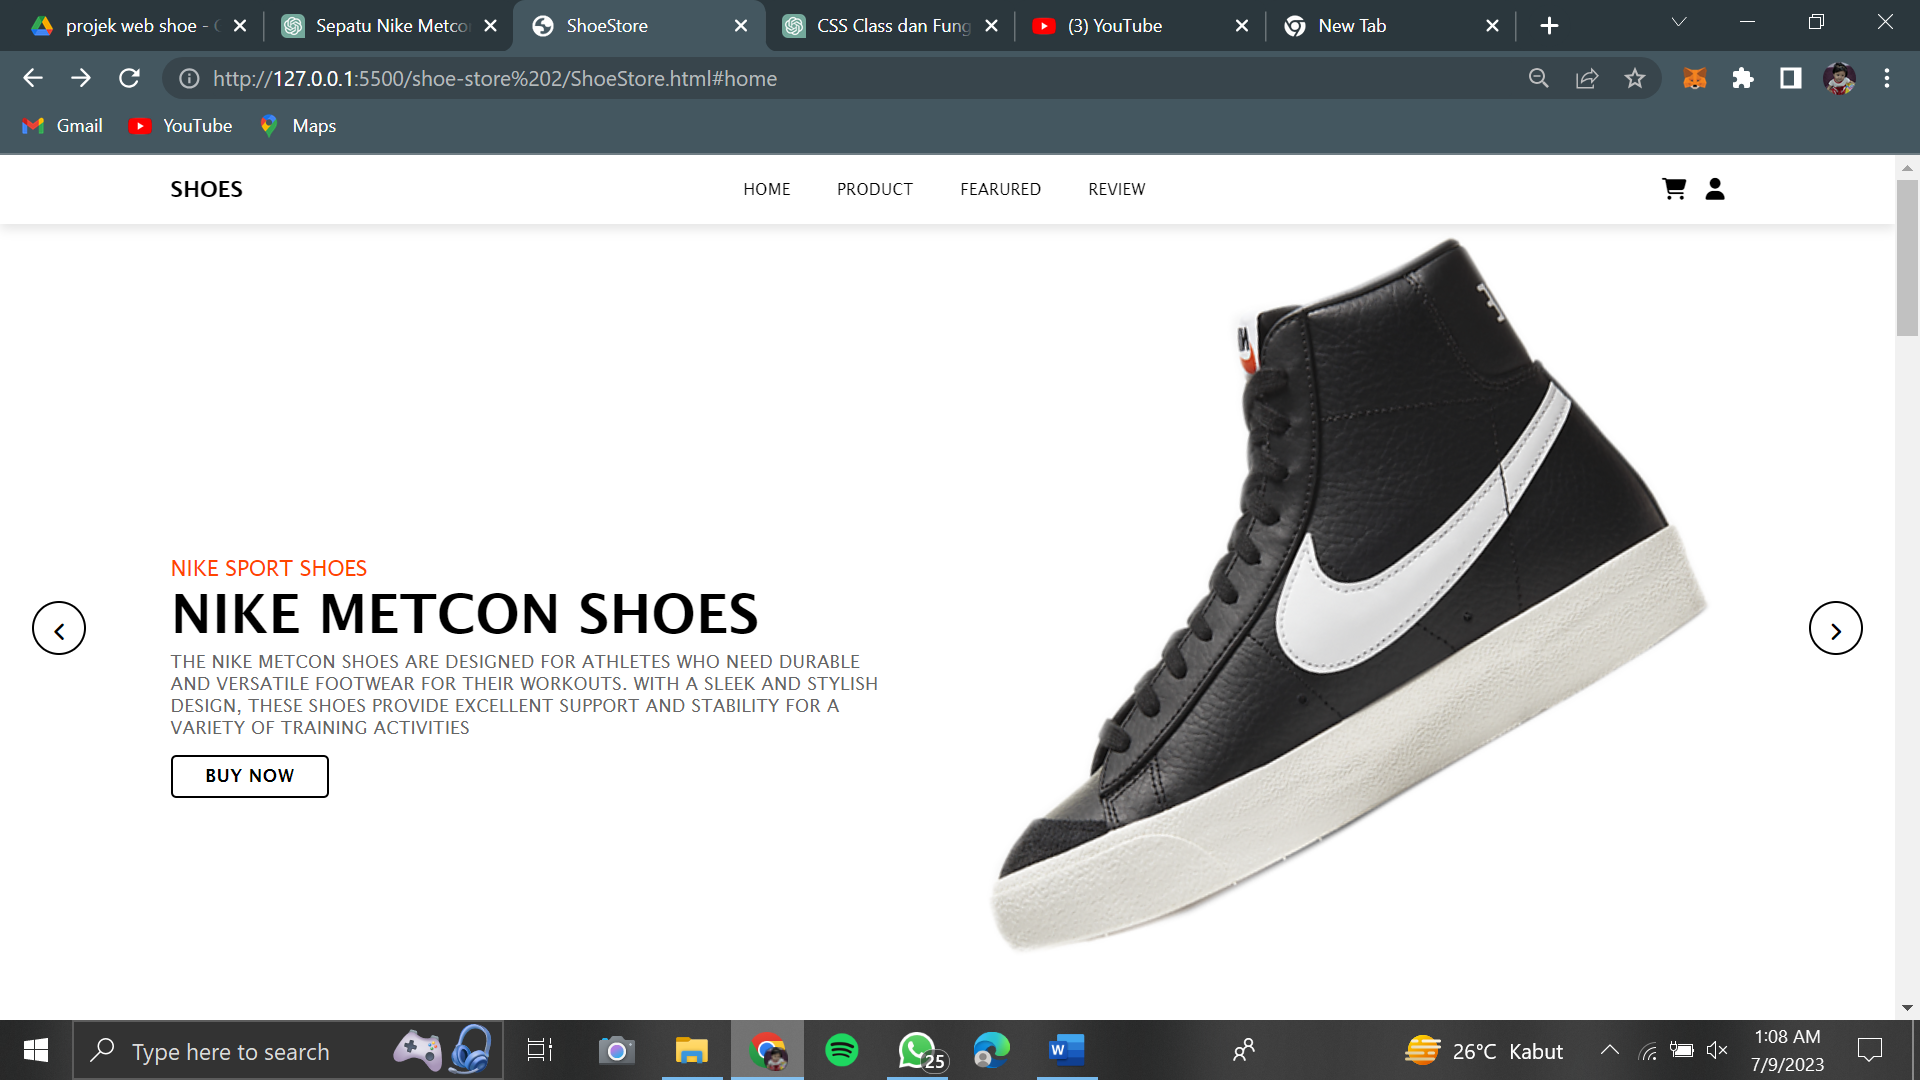 projek web shoe - G
Sepatu Nike Metco
ShoeStore
CSS Class dan Fung
(3) YouTube
New Tab
http://127.0.0.1:5500/shoe-store%202/ShoeStore.html#home
Gmail
YouTube
Maps
SHOES
HOME
PRODUCT
FEARURED
REVIEW
NIKE SPORT SHOES
NIKE METCON SHOES
THE NIKE METCON SHOES ARE DESIGNED FOR ATHLETES WHO NEED DURABLE
AND VERSATILE FOOTWEAR FOR THEIR WORKOUTS. WITH A SLEEK AND STYLISH
DESIGN, THESE SHOES PROVIDE EXCELLENT SUPPORT AND STABILITY FOR A
VARIETY OF TRAINING ACTIVITIES
BUY NOW
Type here to search
25
26°C Kabut
1:08 AM
7/9/2023